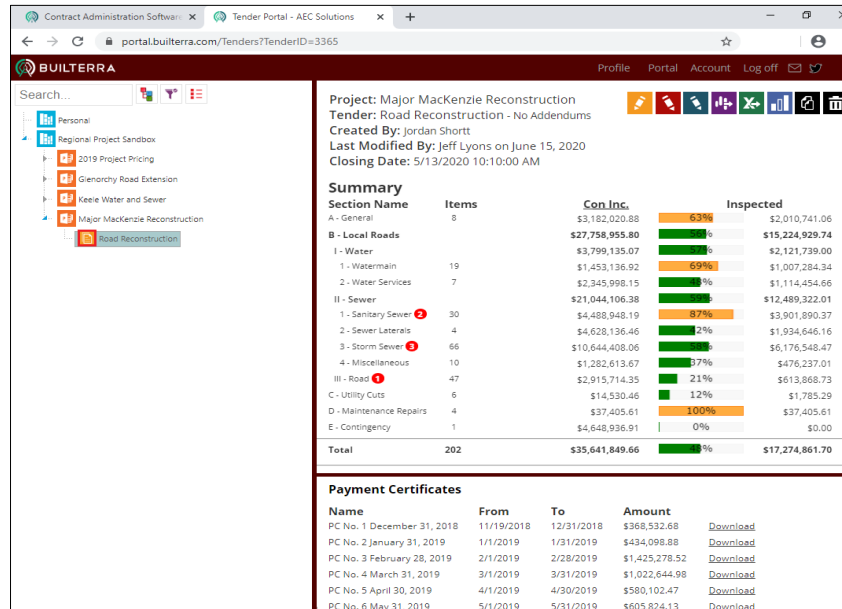 Contract Administration Software
Tender Portal - AEC Solutions
portal.builterra.com/Tenders?TenderID=3365
BUILTERRA
Profile Portal Account Log off
Search...
Personal
Regional Project Sandbox
2019 Project Pricing
Glenorchy Road Extension
Keele Water and Sewer
Major MacKenzie Reconstruction
Road Reconstruction
Project: Major MacKenzie Reconstruction
Tender: Road Reconstruction - No Addendums
Created By: Jordan Shortt
Last Modified By: Jeff Lyons on June 15, 2020
Closing Date: 5/13/2020 10:10:00 AM
Summary
Section Name Items Con Inc. Inspected
A - General 8 $3,182,020.88 63% $2,010,741.06
B - Local Roads $27,758,955.80 56% $15,224,929.74
I - Water $3,799,135.07 57% $2,121,739.00
1 - Watermain 19 $1,453,136.92 69% $1,007,284.34
2 - Water Services 7 $2,345,998.15 48% $1,114,454.66
II - Sewer $21,044,106.38 59% $12,489,322.01
1 - Sanitary Sewer 2 30 $4,488,948.19 87% $3,901,890.37
2 - Sewer Laterals 4 $4,628,136.46 42% $1,934,646.16
3 - Storm Sewer 3 66 $10,644,408.06 58% $6,176,548.47
4 - Miscellaneous 10 $1,282,613.67 37% $476,237.01
III - Road 1 47 $2,915,714.35 21% $613,868.73
C - Utility Cuts 6 $14,530.46 12% $1,785.29
D - Maintenance Repairs 4 $37,405.61 100% $37,405.61
E - Contingency 1 $4,648,936.91 0% $0.00
Total 202 $35,641,849.66 48% $17,274,861.70
Payment Certificates
Name From To Amount
PC No. 1 December 31, 2018 11/19/2018 12/31/2018 $368,532.68 Download
PC No. 2 January 31, 2019 1/1/2019 1/31/2019 $434,098.88 Download
PC No. 3 February 28, 2019 2/1/2019 2/28/2019 $1,425,278.52 Download
PC No. 4 March 31, 2019 3/1/2019 3/31/2019 $1,022,644.98 Download
PC No. 5 April 30, 2019 4/1/2019 4/30/2019 $580,102.47 Download
PC No. 6 May 31, 2019 5/1/2019 5/31/2019 $605,824.13 Download